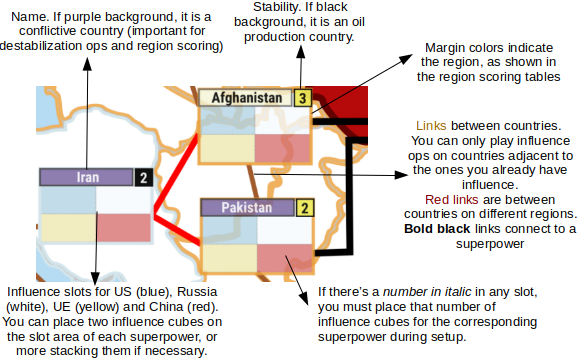 Name. If purple background, it is a
conflictive country (important for
destabilization ops and region scoring)
Stability. If black
background, it is an oil
production country.
Margin colors indicate
the region, as shown in
the region scoring tables
Afghanistan 3
Links between countries.
You can only play influence
ops on countries adjacent to
the ones you already have
influence.
Red links are between
countries on different regions.
Bold black links connect to a
superpower
Iran 2
Pakistan 2
Influence slots for US (blue), Russia
(white), UE (yellow) and China (red).
You can place two influence cubes on
the slot area of each superpower, or
more stacking them if necessary.
If there's a number in italic in any slot,
you must place that number of
influence cubes for the corresponding
superpower during setup.